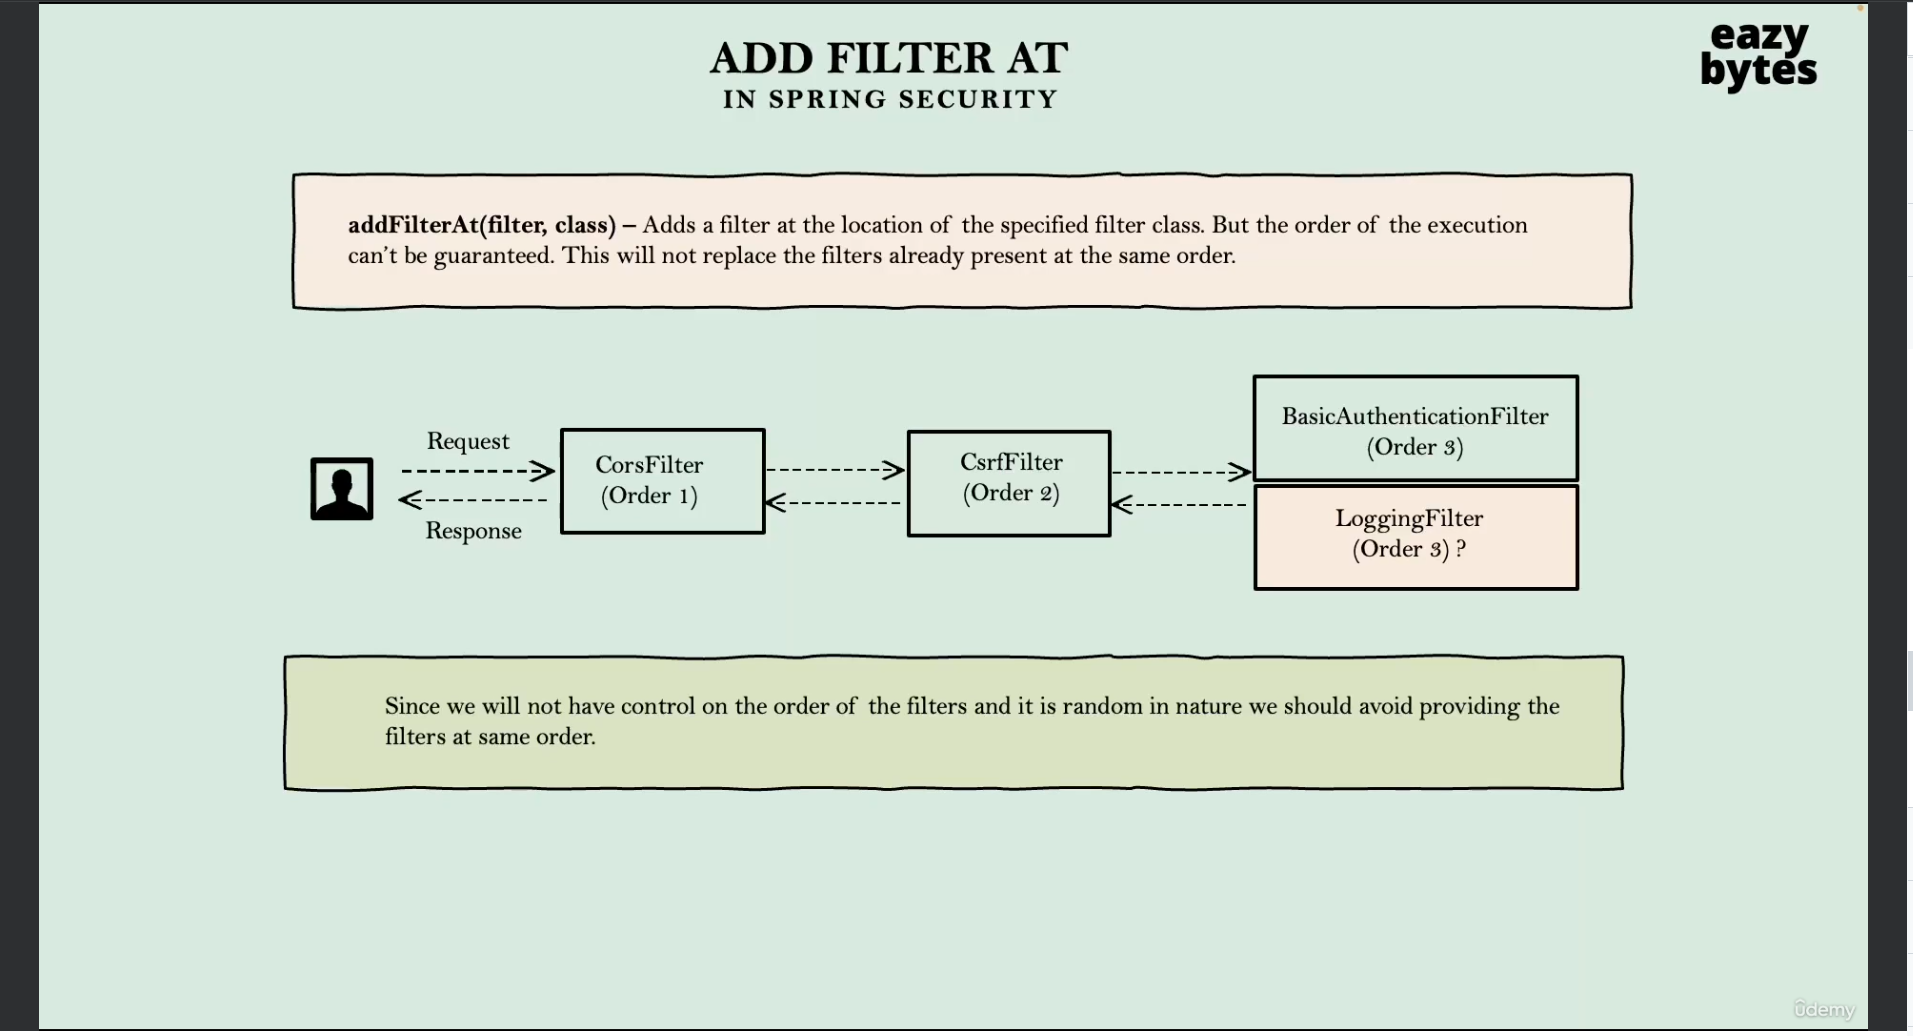 ADD FILTER AT
IN SPRING SECURITY
eazy
bytes
addFilterAt(filter, class) – Adds a filter at the location of the specified filter class. But the order of the execution
can't be guaranteed. This will not replace the filters already present at the same order.
Request
Response
CorsFilter
(Order 1)
CsrfFilter
(Order 2)
BasicAuthenticationFilter
(Order 3)
LoggingFilter
(Order 3) ?
Since we will not have control on the order of the filters and it is random in nature we should avoid providing the
filters at same order.
ûdemy